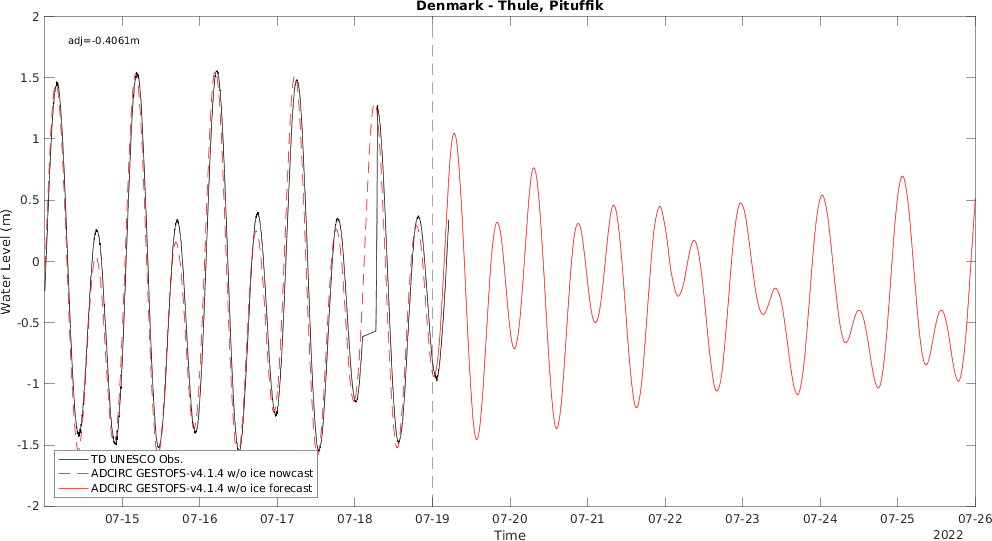 Denmark - Thule, Pituffik
adj=-0.4061m
2
1.5
1
0.5
0
-0.5
-1
-1.5
-2
Water Level (m)
TD UNESCO Obs.
ADCIRC GESTOFS-v4.1.4 w/o ice nowcast
ADCIRC GESTOFS-v4.1.4 w/o ice forecast
07-15 07-16 07-17 07-18 07-19 07-20 07-21 07-22 07-23 07-24 07-25 07-26
Time
2022